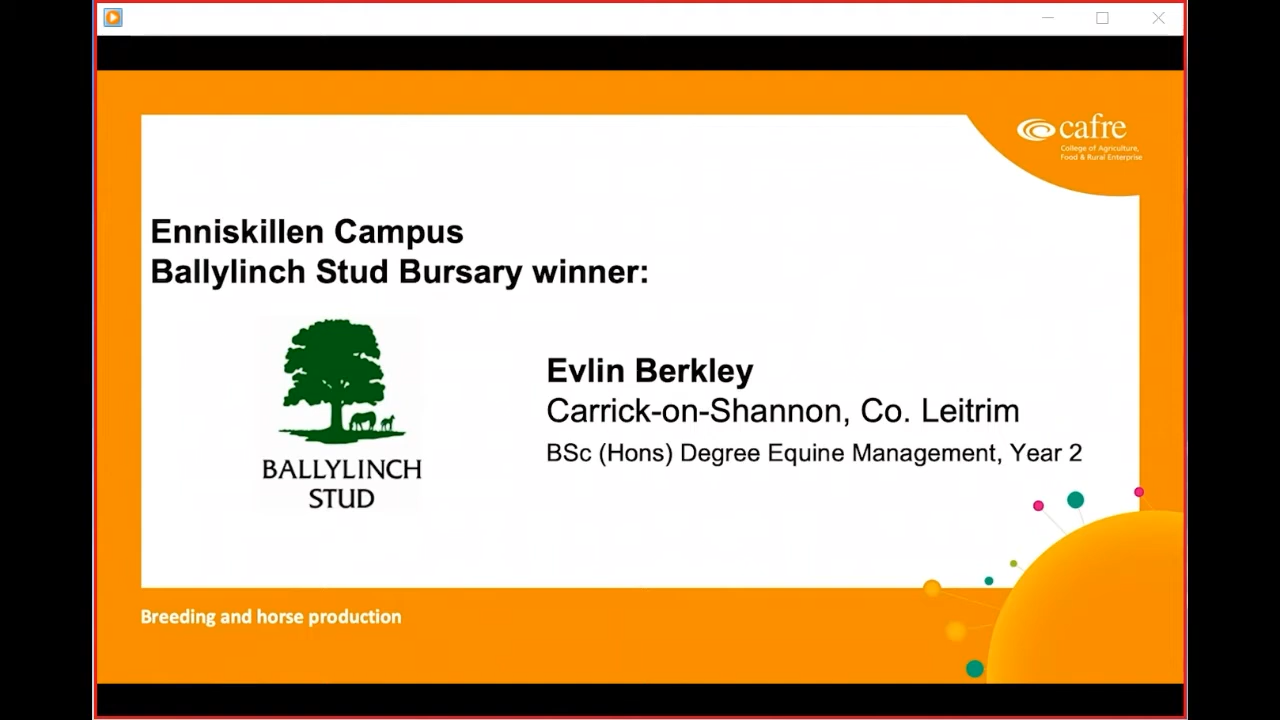 cafre
College of Agriculture,
Food & Rural Enterprise
Enniskillen Campus
Ballylinch Stud Bursary winner:
Evlin Berkley
Carrick-on-Shannon, Co. Leitrim
BSc (Hons) Degree Equine Management, Year 2
BALLYLINCH
STUD
Breeding and horse production